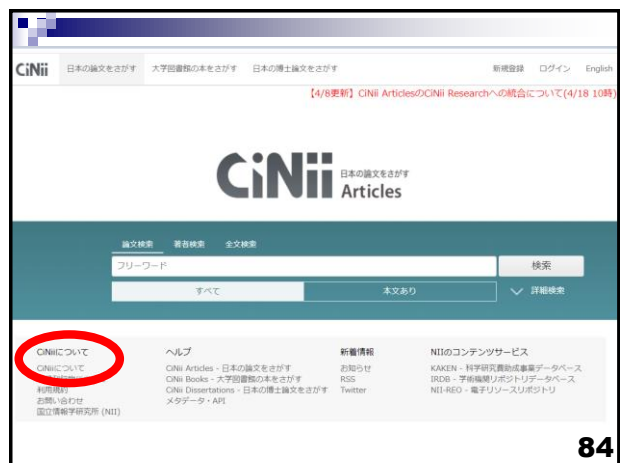 CiNii 日本の論文をさがす 大学図書館の本をさがす 日本の博士論文をさがす 新規登録 ログイン English
【4/8更新】CiNii ArticlesのCiNii Researchへの統合について(4/18 10時)
CiNii 日本の論文をさがす
Articles
論文検索 著者検索 全文検索
フリーワード 検索
すべて 本文あり 詳細検索
CiNiiについて ヘルプ 新着情報 NIIのコンテンツサービス
CiNiiについて CiNii Articles - 日本の論文をさがす お知らせ KAKEN - 科学研究費助成事業データベース
CiNii Books - 大学図書館の本をさがす RSS IRDB - 学術機関リポジトリデータベース
利用規約 CiNii Dissertations - 日本の博士論文をさがす Twitter NII-REO - 電子リソースリポジトリ
お問い合わせ メタデータ・API
国立情報学研究所 (NII)
84